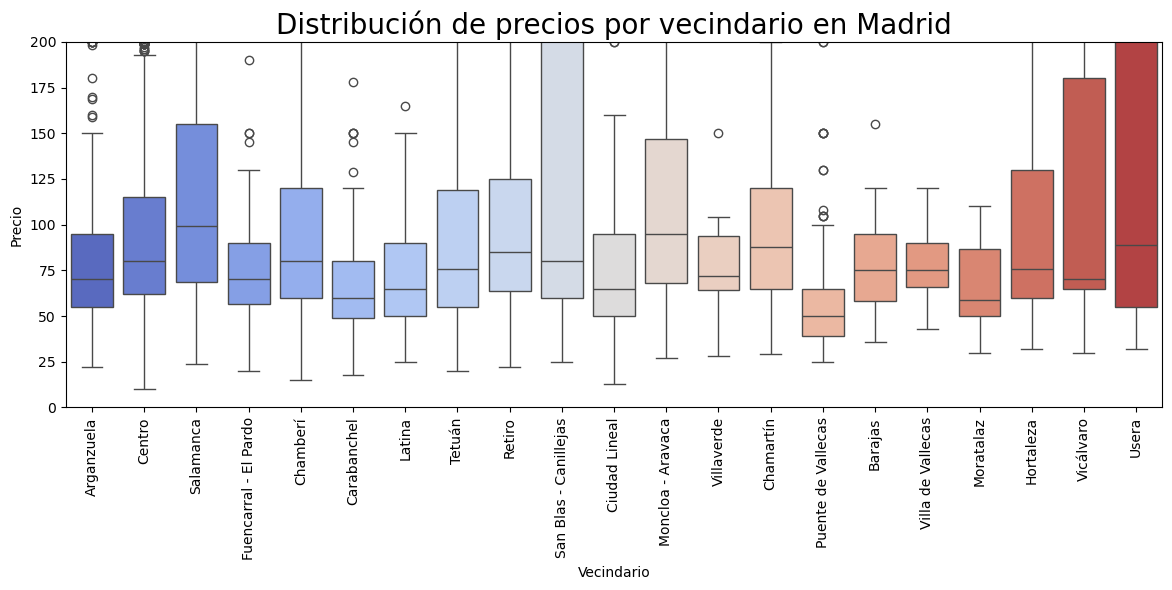 Distribución de precios por vecindario en Madrid
200
175
150
125
100
75
50
25
0
Precio
Arganzuela
Centro
Salamanca
Fuencarral - El Pardo
Chamberí
Carabanchel
Latina
Tetuán
Retiro
San Blas - Canillejas
Ciudad Lineal
Moncloa - Aravaca
Villaverde
Chamartín
Puente de Vallecas
Barajas
Villa de Vallecas
Moratalaz
Hortaleza
Vicálvaro
Usera
Vecindario